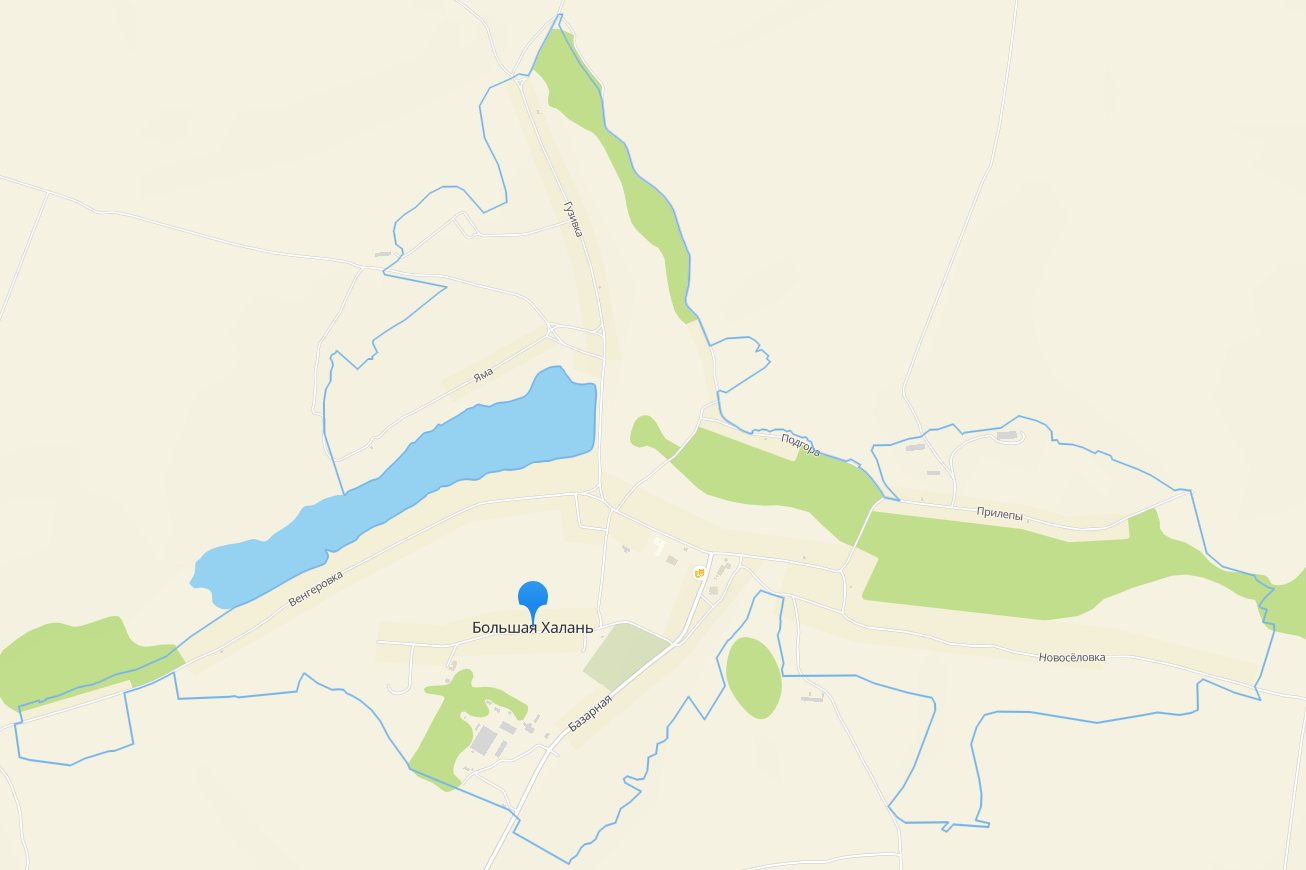 Гузивка
Яма
Подгора
Прилепы
Венгеровка
Большая Халань
Новосёловка
Базарная